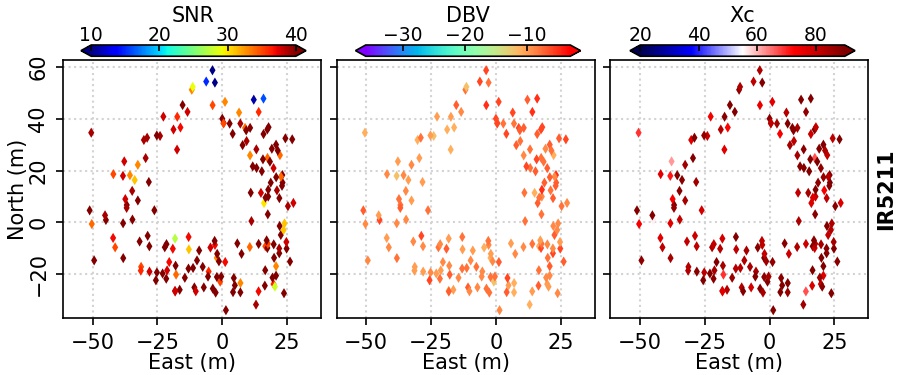 SNR DBV Xc
10 20 30 40 −30 −20 −10 20 40 60 80
North (m)
60
40
20
0
−20
IR5211
−50 −25 0 25 −50 −25 0 25 −50 −25 0 25
East (m) East (m) East (m)